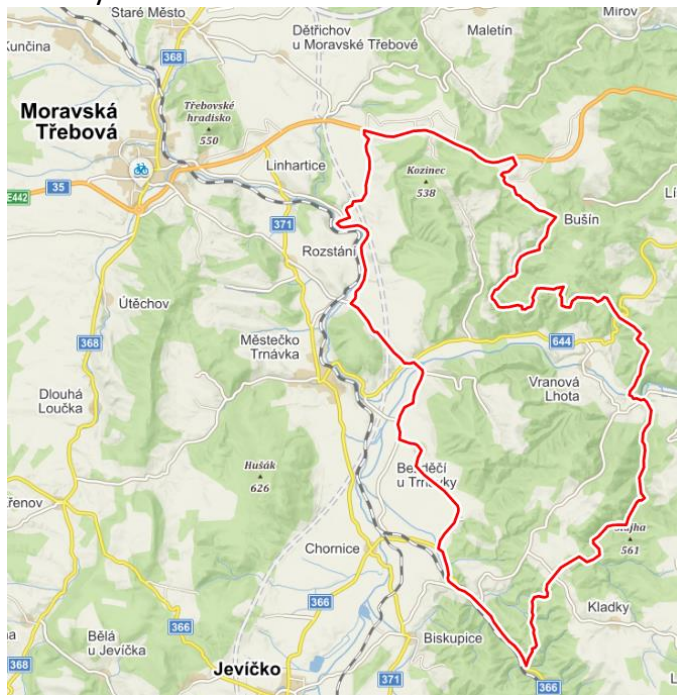 Staré Město
Dětřichov
u Moravské Třebové
Maletín
Mírov
Kunčina
368
Moravská
Třebová
Třebovské
hradisko
550
Kozinec
538
Linhartice
E442
35
371
Bušín
Rozstání
Útěchov
368
Městečko
Trnávka
644
Vranová
Lhota
Dlouhá
Loučka
Hušák
626
Bezděčí
u Trnávky
561
Chornice
366
Kladky
366
Bělá
u Jevíčka
Biskupice
368
Jevíčko
371
366